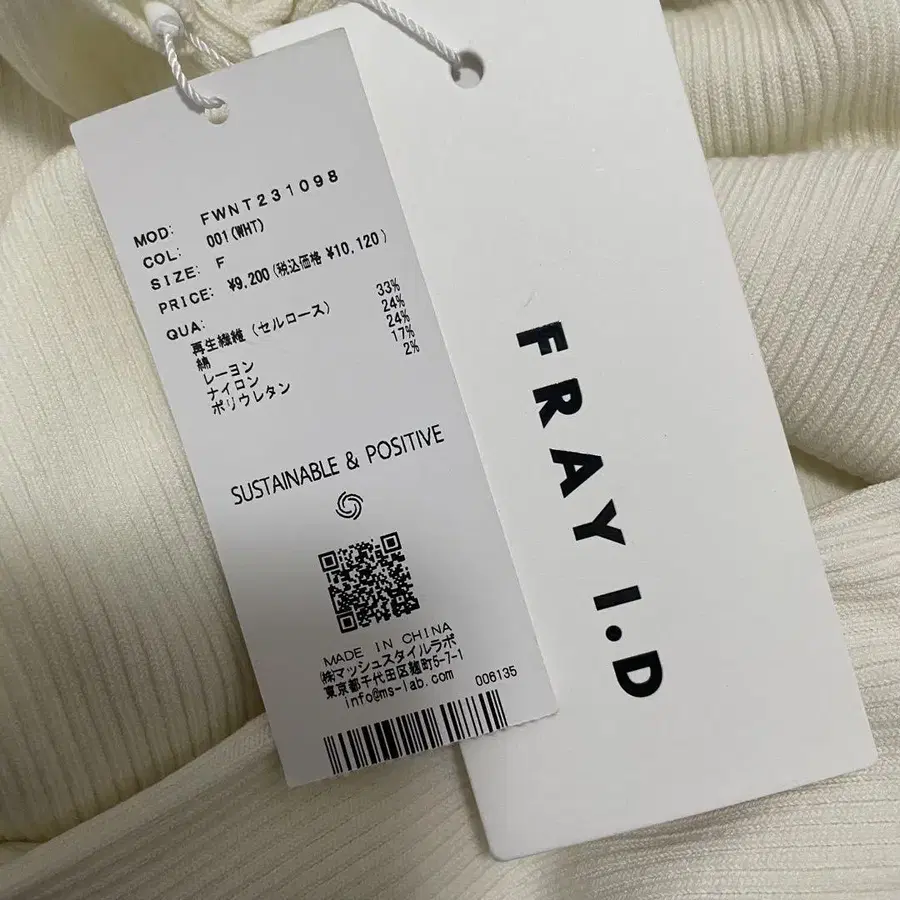 MOD: FWNT231098
COL: 001(WHT)
SIZE: F
PRICE: ¥9,200(税込価格 ¥10,120)
QUA:
再生繊維(セルロース) 33%
綿 24%
レーヨン 24%
ナイロン 17%
ポリウレタン 2%
SUSTAINABLE & POSITIVE
MADE IN CHINA
㈱マッシュスタイルラボ
東京都千代田区麹町5-7-1
info@ms-lab.com 006135
FRAY I.D